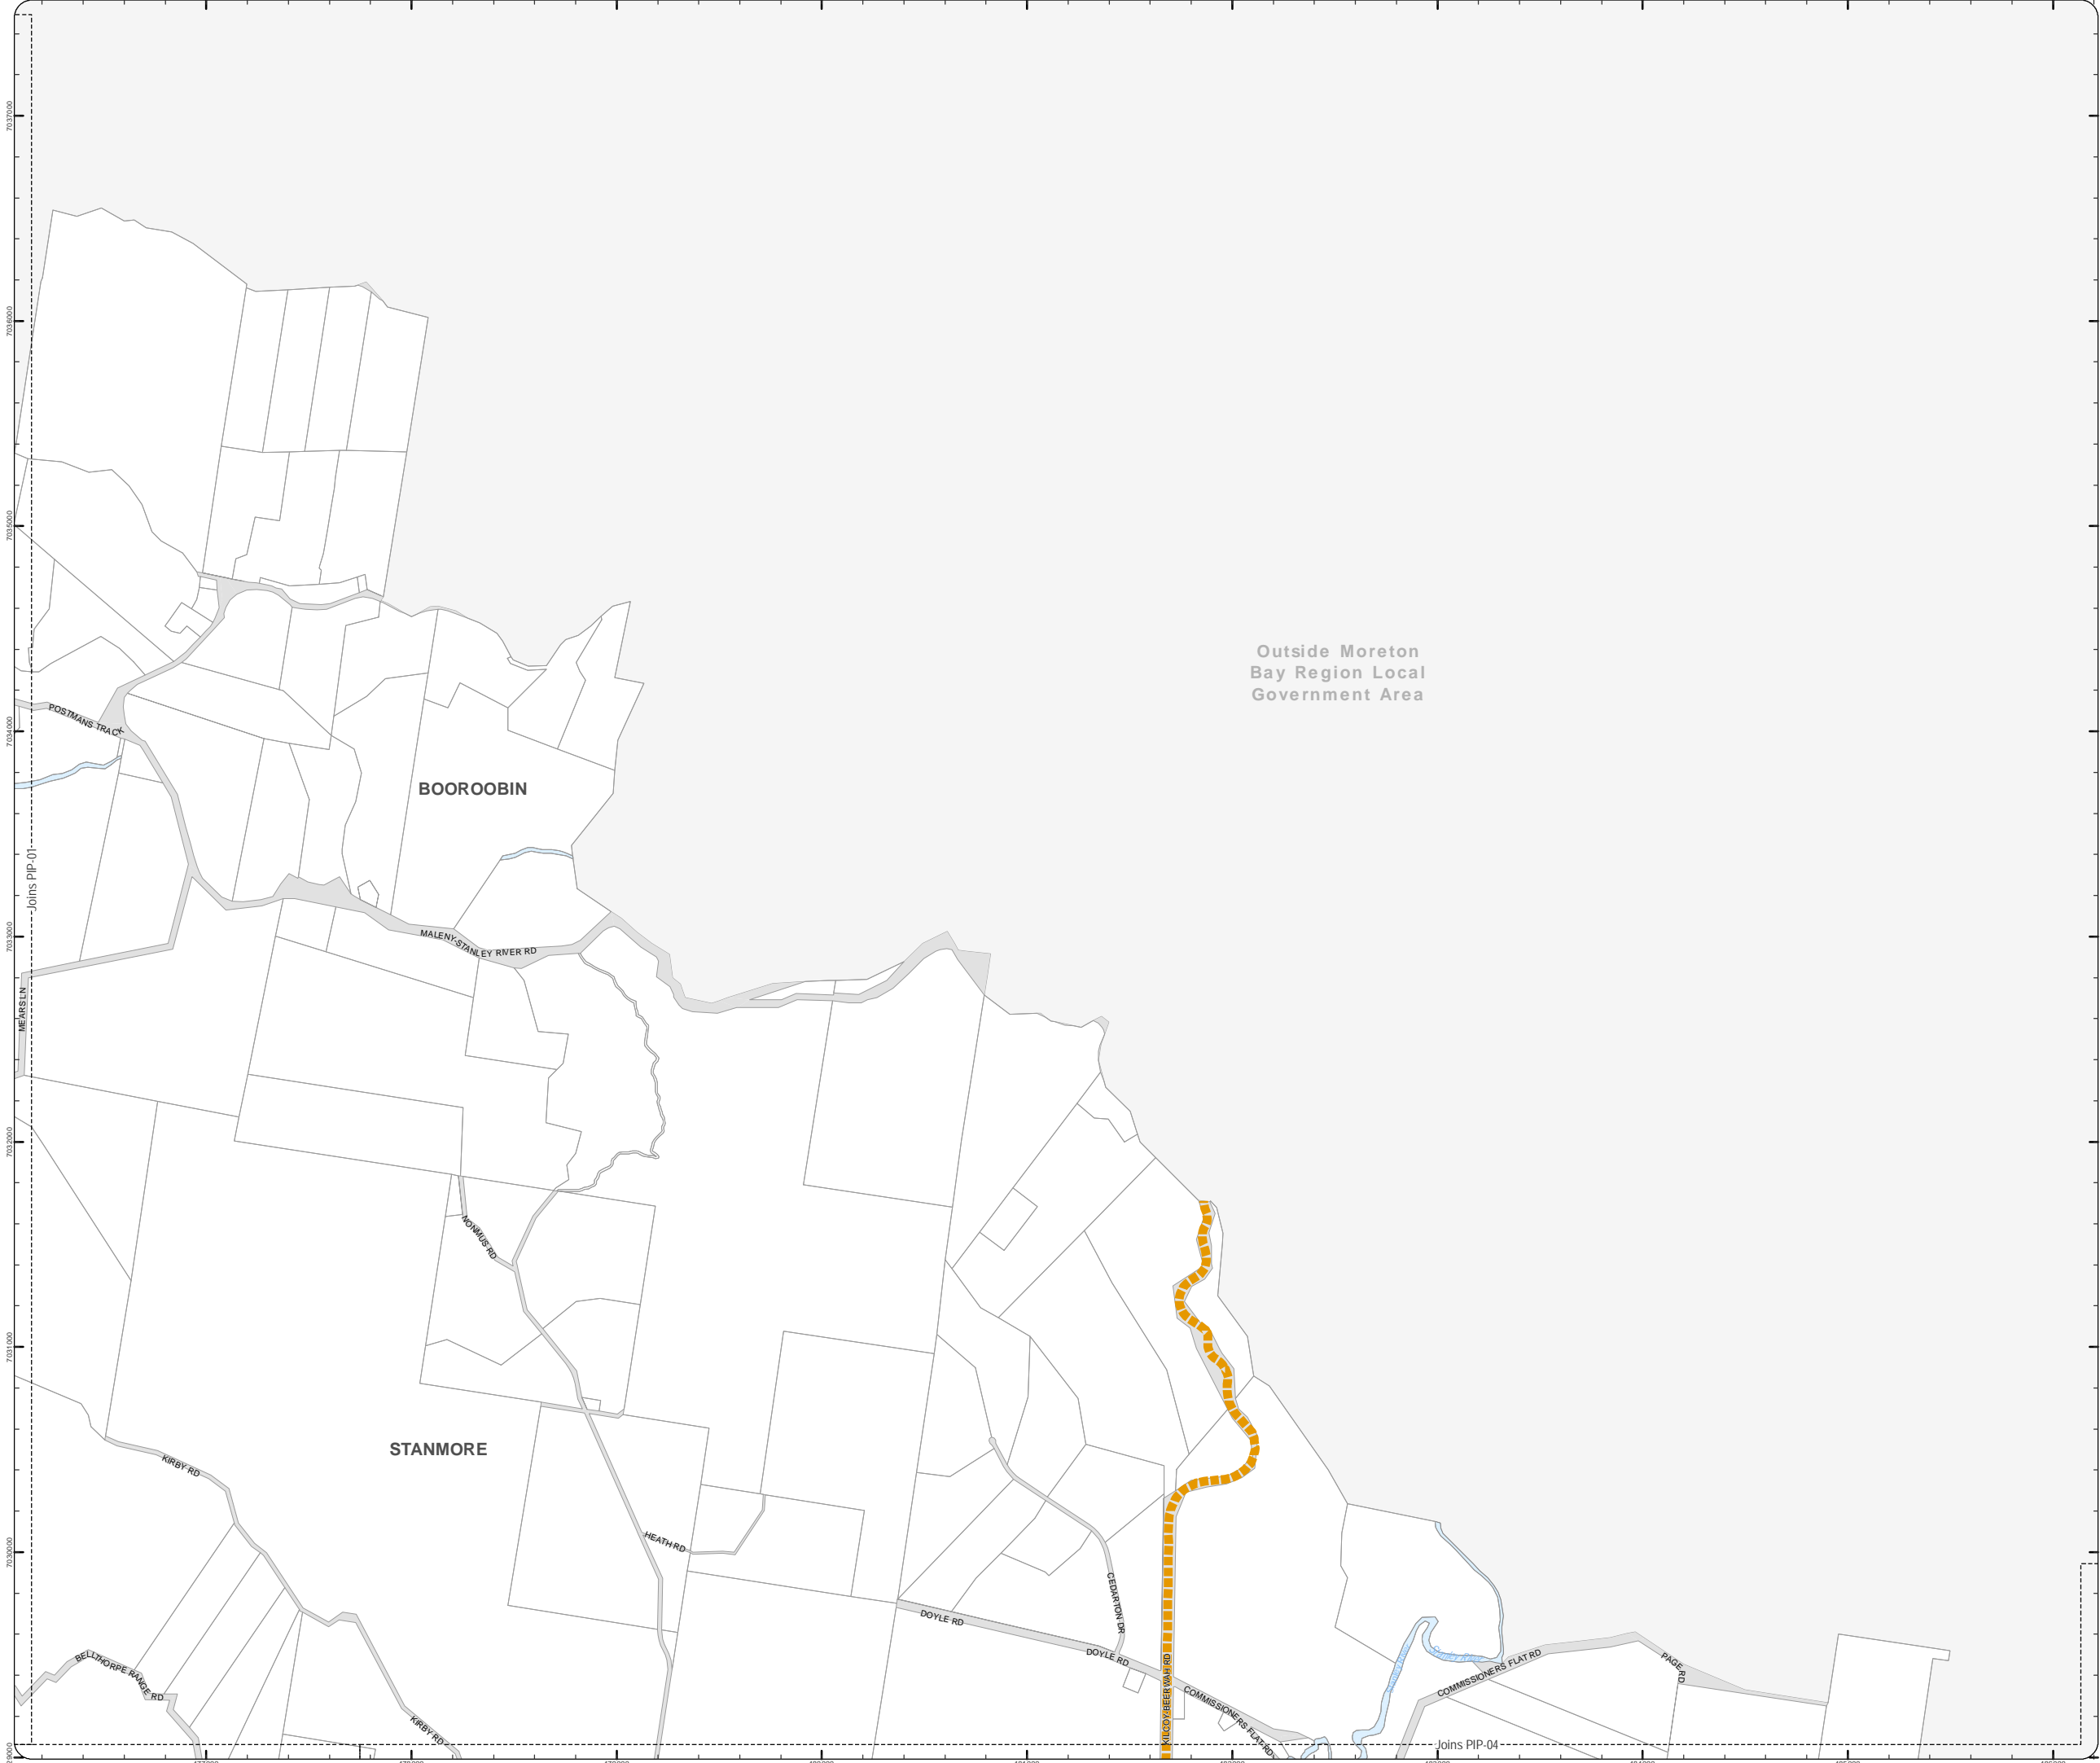 7037000
7036000
7035000
Outside Moreton
Bay Region Local
Government Area
POSTMANS TRACK
7034000
BOOROOBIN
Joins PIP-01
7033000
MALENY-STANLEY RIVER RD
MEARS LN
7032000
NONMUS RD
7031000
STANMORE
KIRBY RD
7030000
HEATH RD
CEDARTON DR
DOYLE RD
DOYLE RD
COMMISSIONERS FLAT RD
PAGE RD
BELLTHORPE RANGE RD
KILCOY-BEERWAH RD
COMMISSIONERS FLAT RD
KIRBY RD
Joins PIP-04